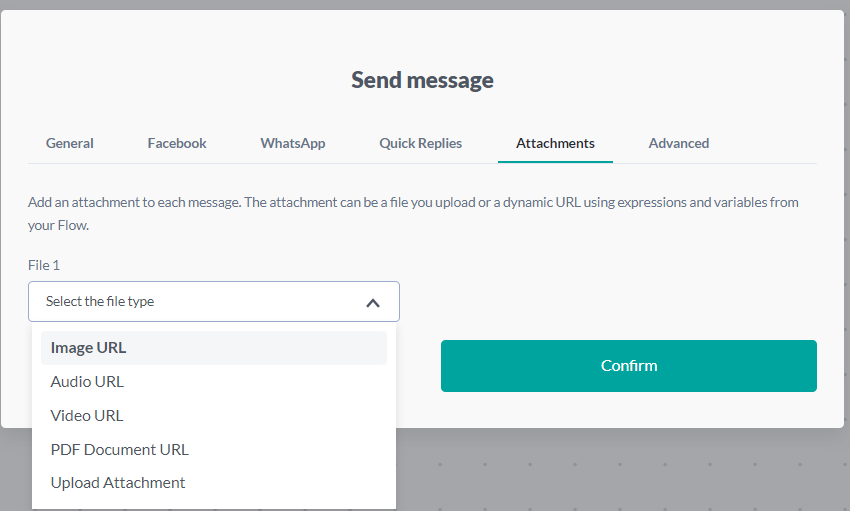 Send message
General
Facebook
WhatsApp
Quick Replies
Attachments
Advanced
Add an attachment to each message. The attachment can be a file you upload or a dynamic URL using expressions and variables from
your Flow.
File 1
Select the file type
Image URL
Audio URL
Video URL
PDF Document URL
Upload Attachment
Confirm